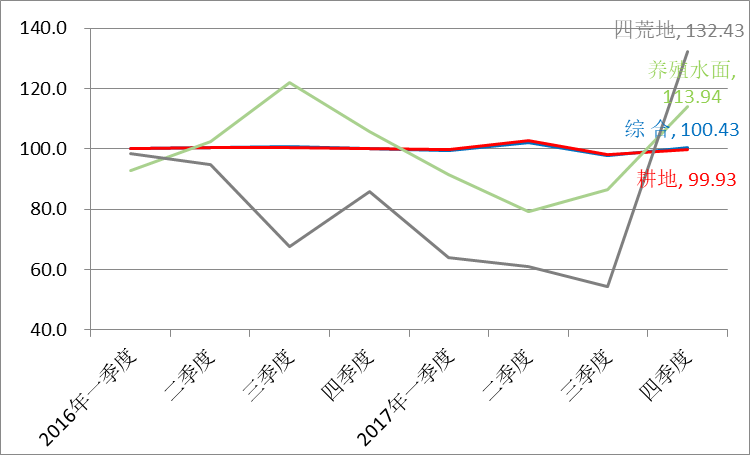 140.0
120.0
100.0
80.0
60.0
40.0
四荒地, 132.43
养殖水面,
113.94
综 合, 100.43
耕地, 99.93
2016年一季度
二季度
三季度
四季度
2017年一季度
二季度
三季度
四季度